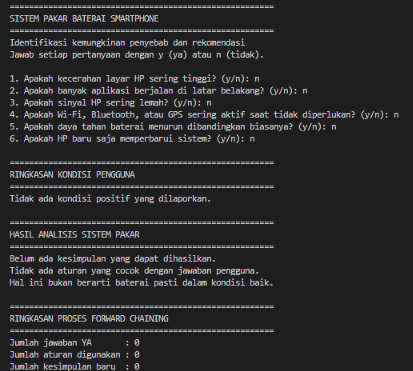 ======================================================
SISTEM PAKAR BATERAI SMARTPHONE
======================================================
Identifikasi kemungkinan penyebab dan rekomendasi
Jawab setiap pertanyaan dengan y (ya) atau n (tidak).
1. Apakah kecerahan layar HP sering tinggi? (y/n): n
2. Apakah banyak aplikasi berjalan di latar belakang? (y/n): n
3. Apakah sinyal HP sering lemah? (y/n): n
4. Apakah Wi-Fi, Bluetooth, atau GPS sering aktif saat tidak diperlukan? (y/n): n
5. Apakah daya tahan baterai menurun dibandingkan biasanya? (y/n): n
6. Apakah HP baru saja memperbarui sistem? (y/n): n
======================================================
RINGKASAN KONDISI PENGGUNA
======================================================
Tidak ada kondisi positif yang dilaporkan.
======================================================
HASIL ANALISIS SISTEM PAKAR
======================================================
Belum ada kesimpulan yang dapat dihasilkan.
Tidak ada aturan yang cocok dengan jawaban pengguna.
Hal ini bukan berarti baterai pasti dalam kondisi baik.
======================================================
RINGKASAN PROSES FORWARD CHAINING
======================================================
Jumlah jawaban YA : 0
Jumlah aturan digunakan : 0
Jumlah kesimpulan baru : 0